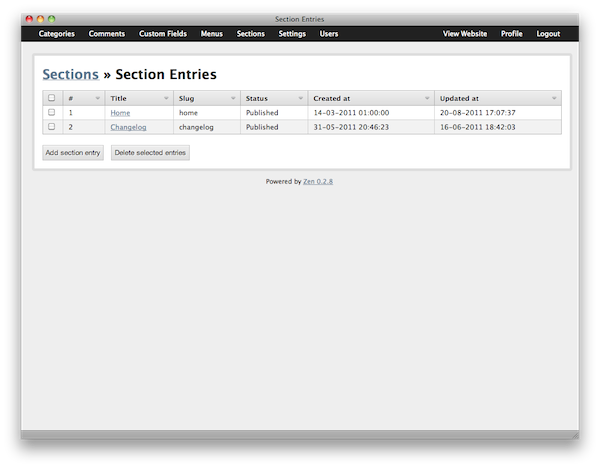 Section Entries
Categories Comments Custom Fields Menus Sections Settings Users View Website Profile Logout
Sections » Section Entries
# Title Slug Status Created at Updated at
1 Home home Published 14-03-2011 01:00:00 20-08-2011 17:07:37
2 Changelog changelog Published 31-05-2011 20:46:23 16-06-2011 18:42:03
Add section entry Delete selected entries
Powered by Zen 0.2.8